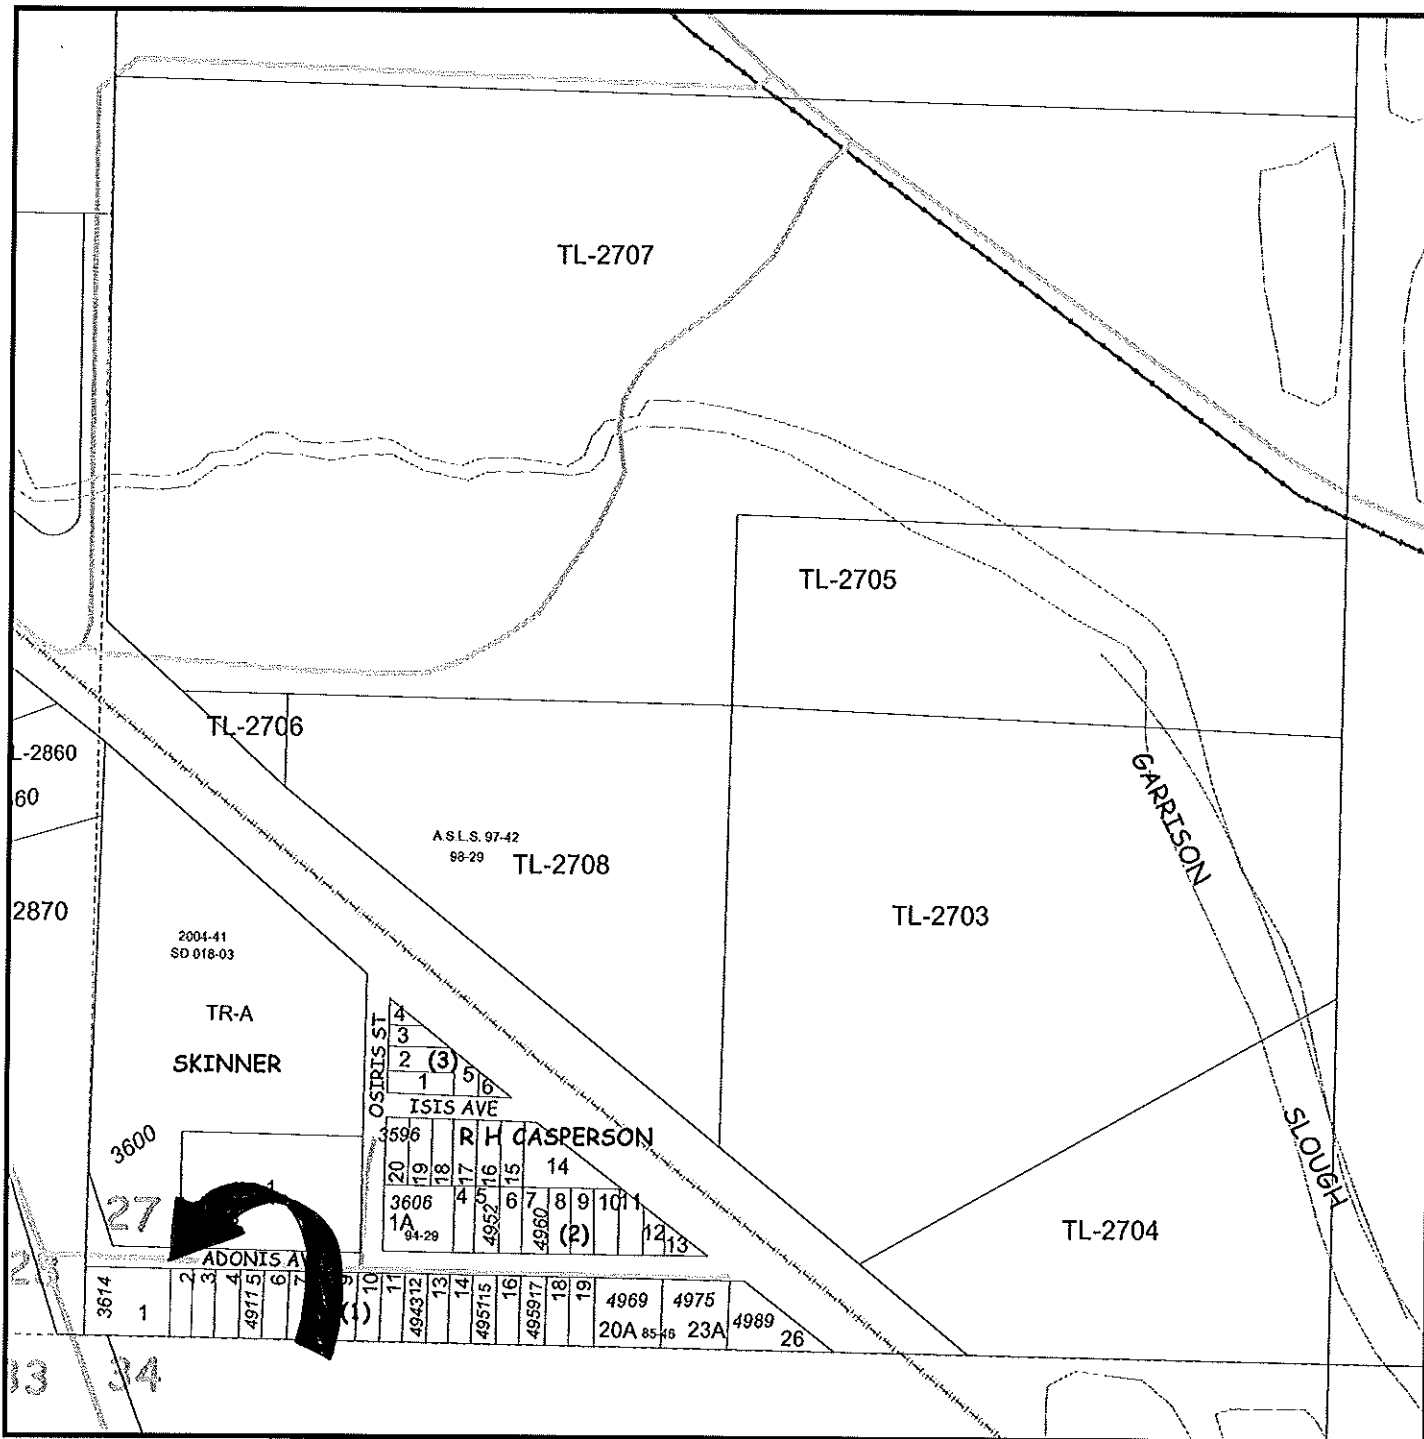 TL-2707
TL-2705
TL-2706
L-2860
60
GARRISON
A.S.L.S. 97-42
98-29
TL-2708
2870
TL-2703
2004-41
SD 018-03
TR-A
SKINNER
OSIRIS ST
4
3
2 (3)
1 5 6
ISIS AVE
3596
R H CASPERSON
3600
20 19 18 17 16 15 14
1
3606
1A
94-29
4 5 4952 6 7 4960 8 9 10 11
(2)
12 13
27
SLOUGH
TL-2704
ADONIS AV
28
3614
1
2 3 4 4911 5 6 7 9 10 11 4943 12 13 14 4951 15 16 4959 17 18 19
(1)
4969
20A 85-46
4975
23A
4989
26
33
34